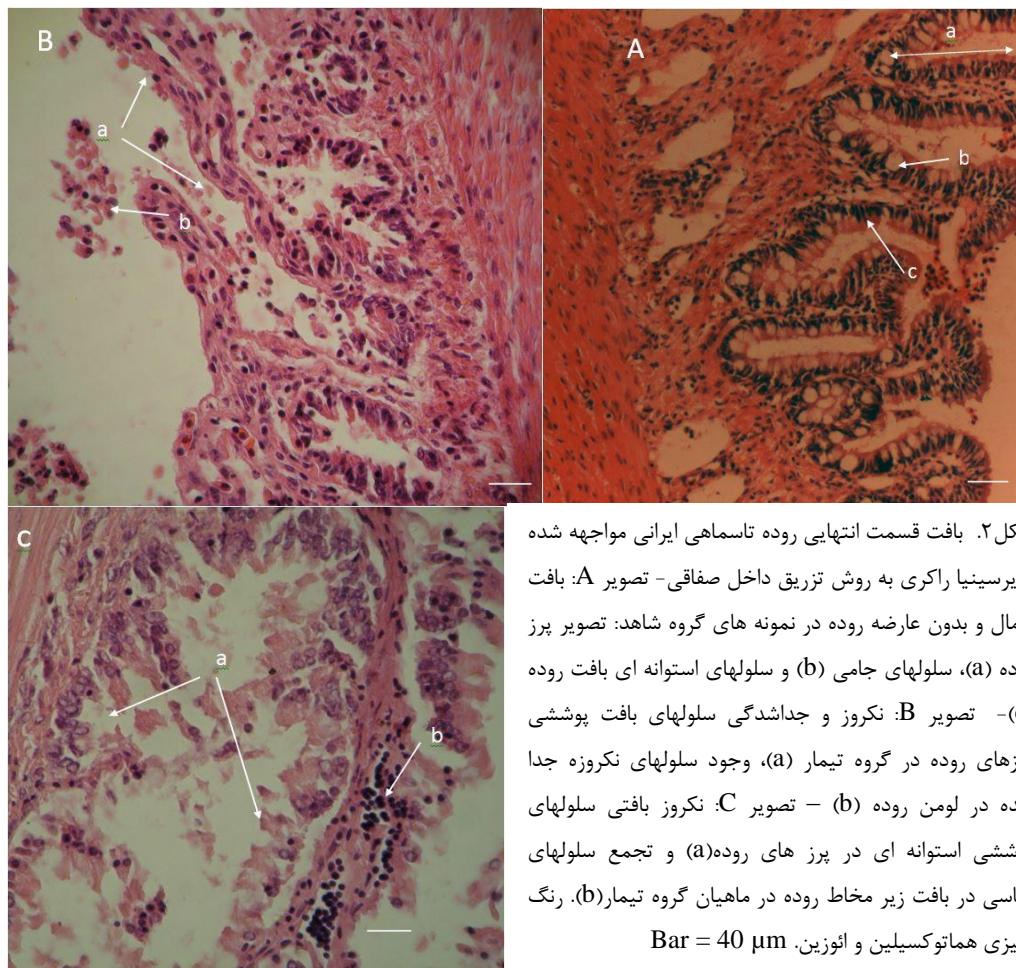 B
a
b
A
a
b
c
C
a
b
کل۲. بافت قسمت انتهایی روده تاسماهی ایرانی مواجهه شده
یرسینیا راکری به روش تزریق داخل صفاقی- تصویر A: بافت
مال و بدون عارضه روده در نمونه های گروه شاهد: تصویر پرز
ده (a)، سلولهای جامی (b) و سلولهای استوانه ای بافت روده
)- تصویر B: نکروز و جداشدگی سلولهای بافت پوششی
زهای روده در گروه تیمار (a)، وجود سلولهای نکروزه جدا
ده در لومن روده (b) – تصویر C: نکروز بافتی سلولهای
ششی استوانه ای در پرز های روده(a) و تجمع سلولهای
اسی در بافت زیر مخاط روده در ماهیان گروه تیمار(b). رنگ
یزی هماتوکسیلین و ائوزین. Bar = 40 µm